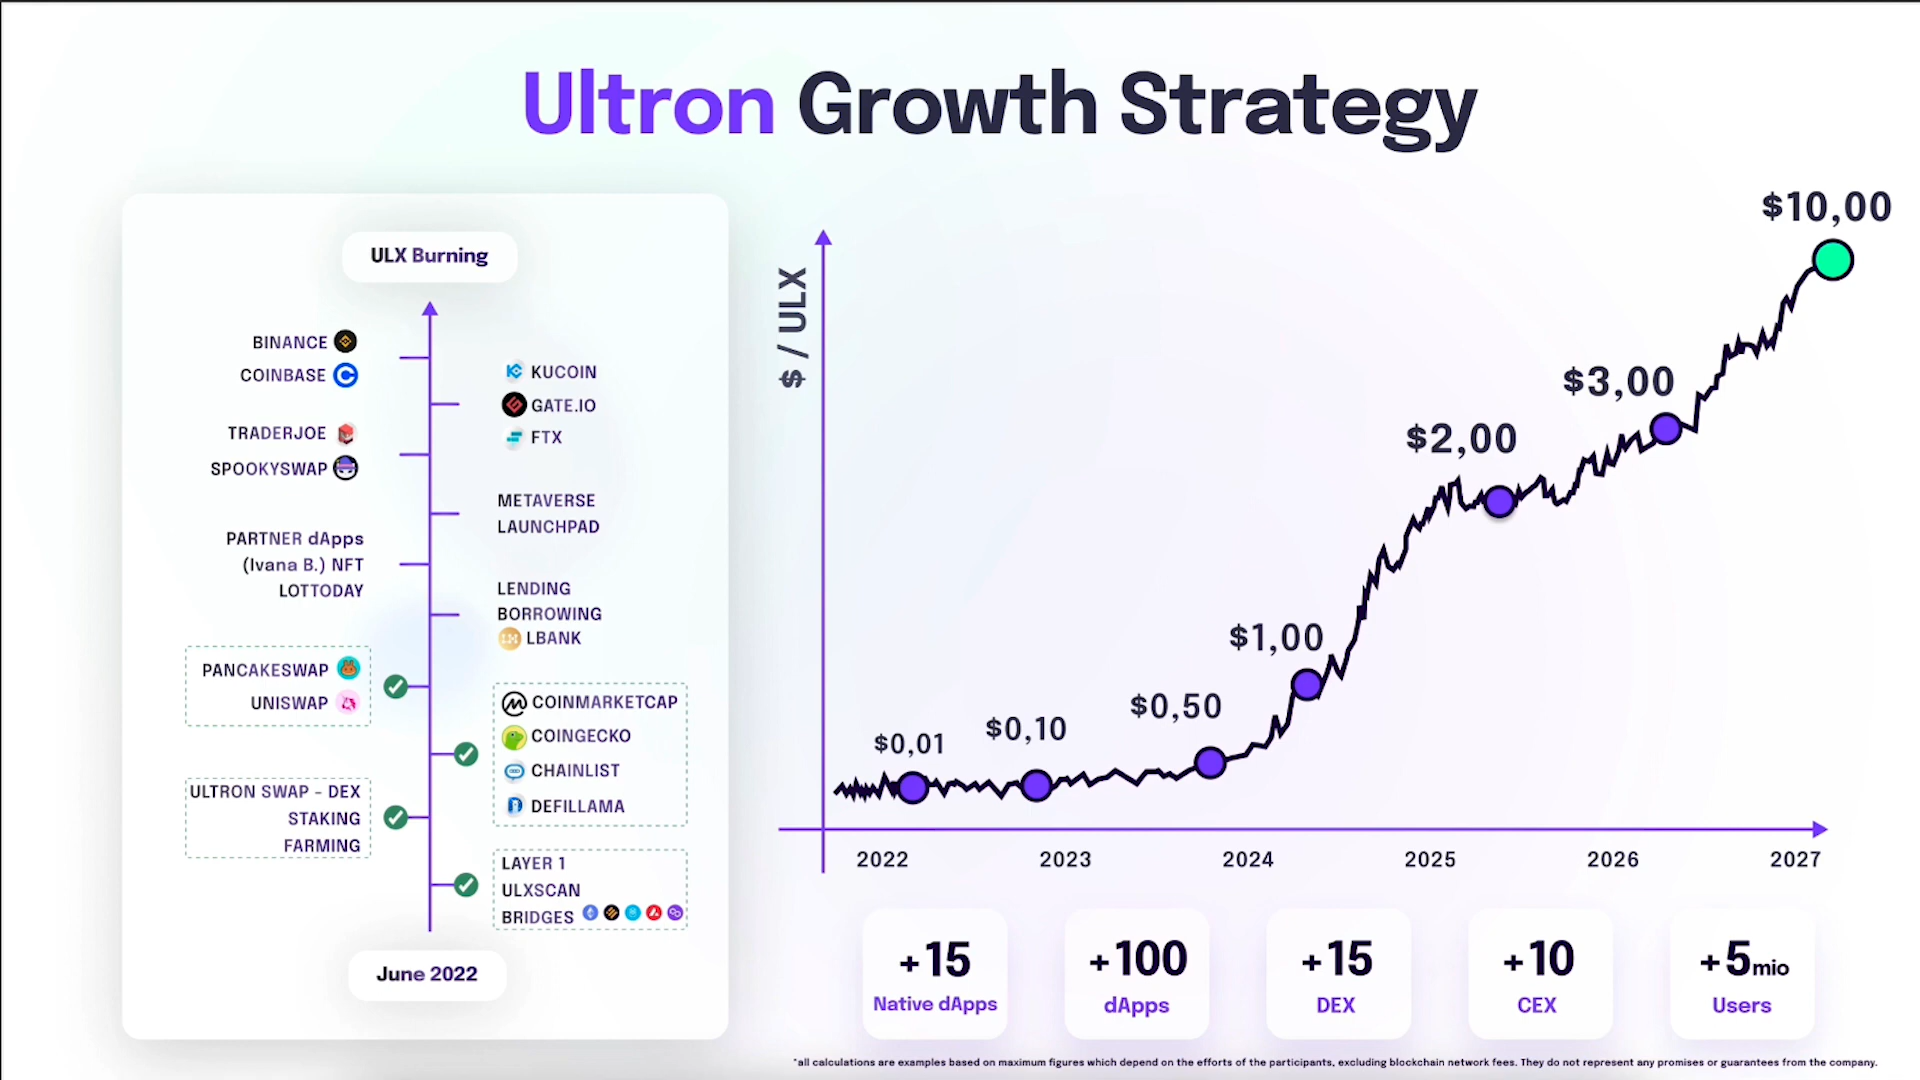 Ultron Growth Strategy
ULX Burning
BINANCE
COINBASE
KUCOIN
GATE.IO
FTX
TRADERJOE
SPOOKYSWAP
METAVERSE
LAUNCHPAD
PARTNER dApps
(Ivana B.) NFT
LOTTODAY
LENDING
BORROWING
LBANK
PANCAKESWAP
UNISWAP
COINMARKETCAP
COINGECKO
CHAINLIST
DEFILLAMA
ULTRON SWAP - DEX
STAKING
FARMING
LAYER 1
ULXSCAN
BRIDGES
June 2022
$ / ULX
$0,01
$0,10
$0,50
$1,00
$2,00
$3,00
$10,00
2022 2023 2024 2025 2026 2027
+15
Native dApps
+100
dApps
+15
DEX
+10
CEX
+5mio
Users
*all calculations are examples based on maximum figures which depend on the efforts of the participants, excluding blockchain network fees. They do not represent any promises or guarantees from the company.